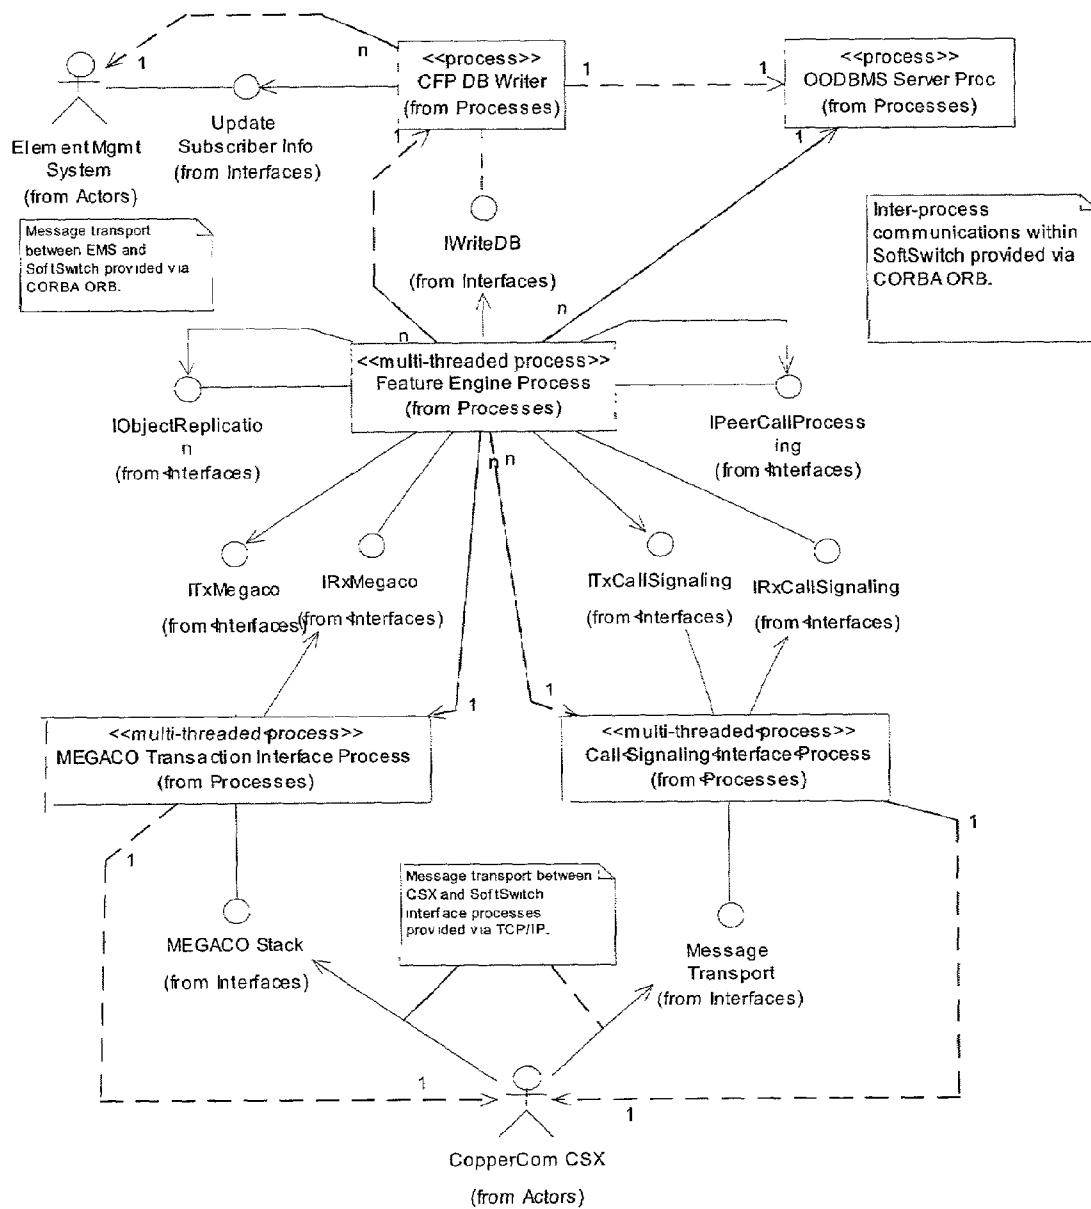 1
n
<<process>>
CFP DB Writer
(from Processes)
1
1
<<process>>
OODBMS Server Proc
(from Processes)
ElementMgmt
System
(from Actors)
Update
Subscriber Info
(from Interfaces)
1
1
Message transport
between EMS and
SoftSwitch provided via
CORBA ORB.
IWriteDB
(from Interfaces)
Inter-process
communications within
SoftSwitch provided via
CORBA ORB.
n
n
<<multi-threaded process>>
Feature Engine Process
(from Processes)
IObjectReplicatio
n
(from Interfaces)
IPeerCallProcess
ing
(from Interfaces)
n
n
ITxMegaco
(from Interfaces)
IRxMegaco
(from Interfaces)
ITxCallSignaling
(from Interfaces)
IRxCallSignaling
(from Interfaces)
1
1
<<multi-threaded process>>
MEGACO Transaction Interface Process
(from Processes)
<<multi-threaded process>>
Call Signaling Interface Process
(from Processes)
1
1
Message transport between
CSX and SoftSwitch
interface processes
provided via TCP/IP.
MEGACO Stack
(from Interfaces)
Message
Transport
(from Interfaces)
1
1
CopperCom CSX
(from Actors)